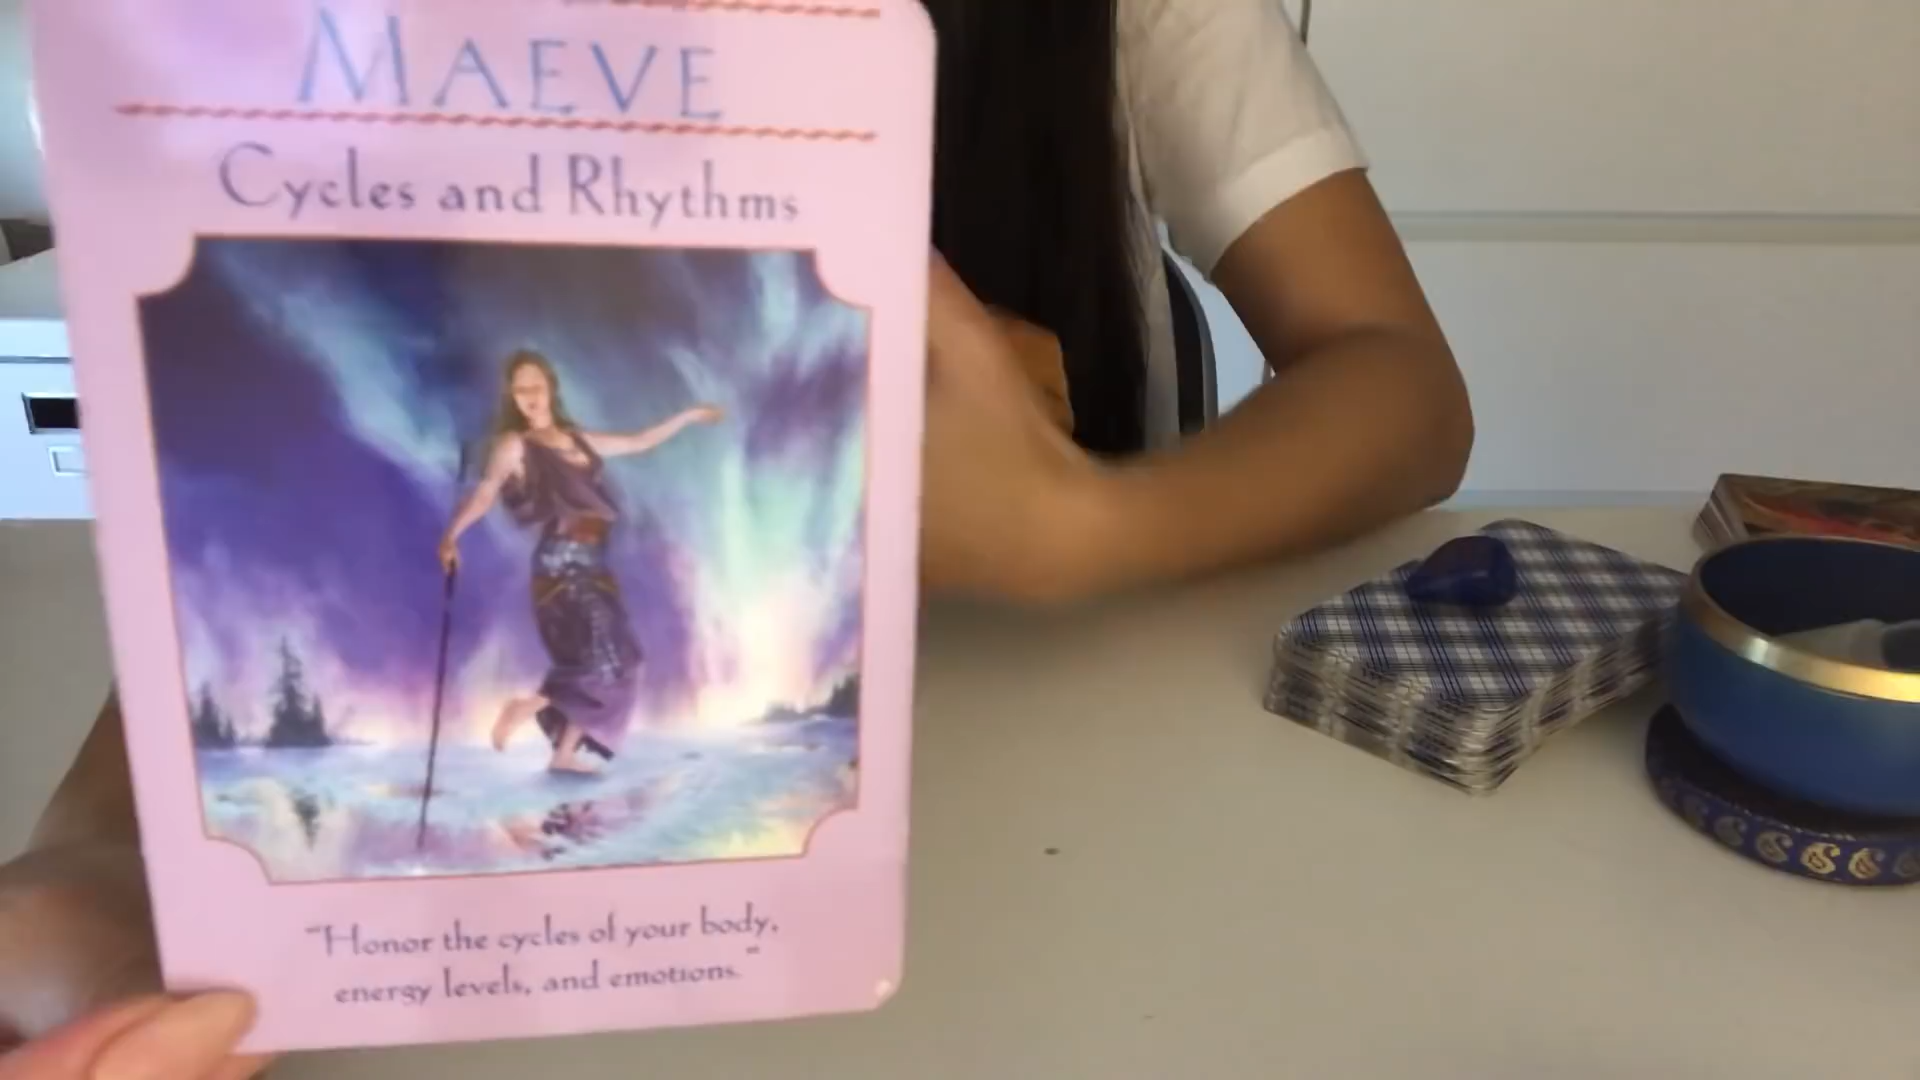 MAEVE
Cycles and Rhythms
"Honor the cycles of your body,
energy levels, and emotions."